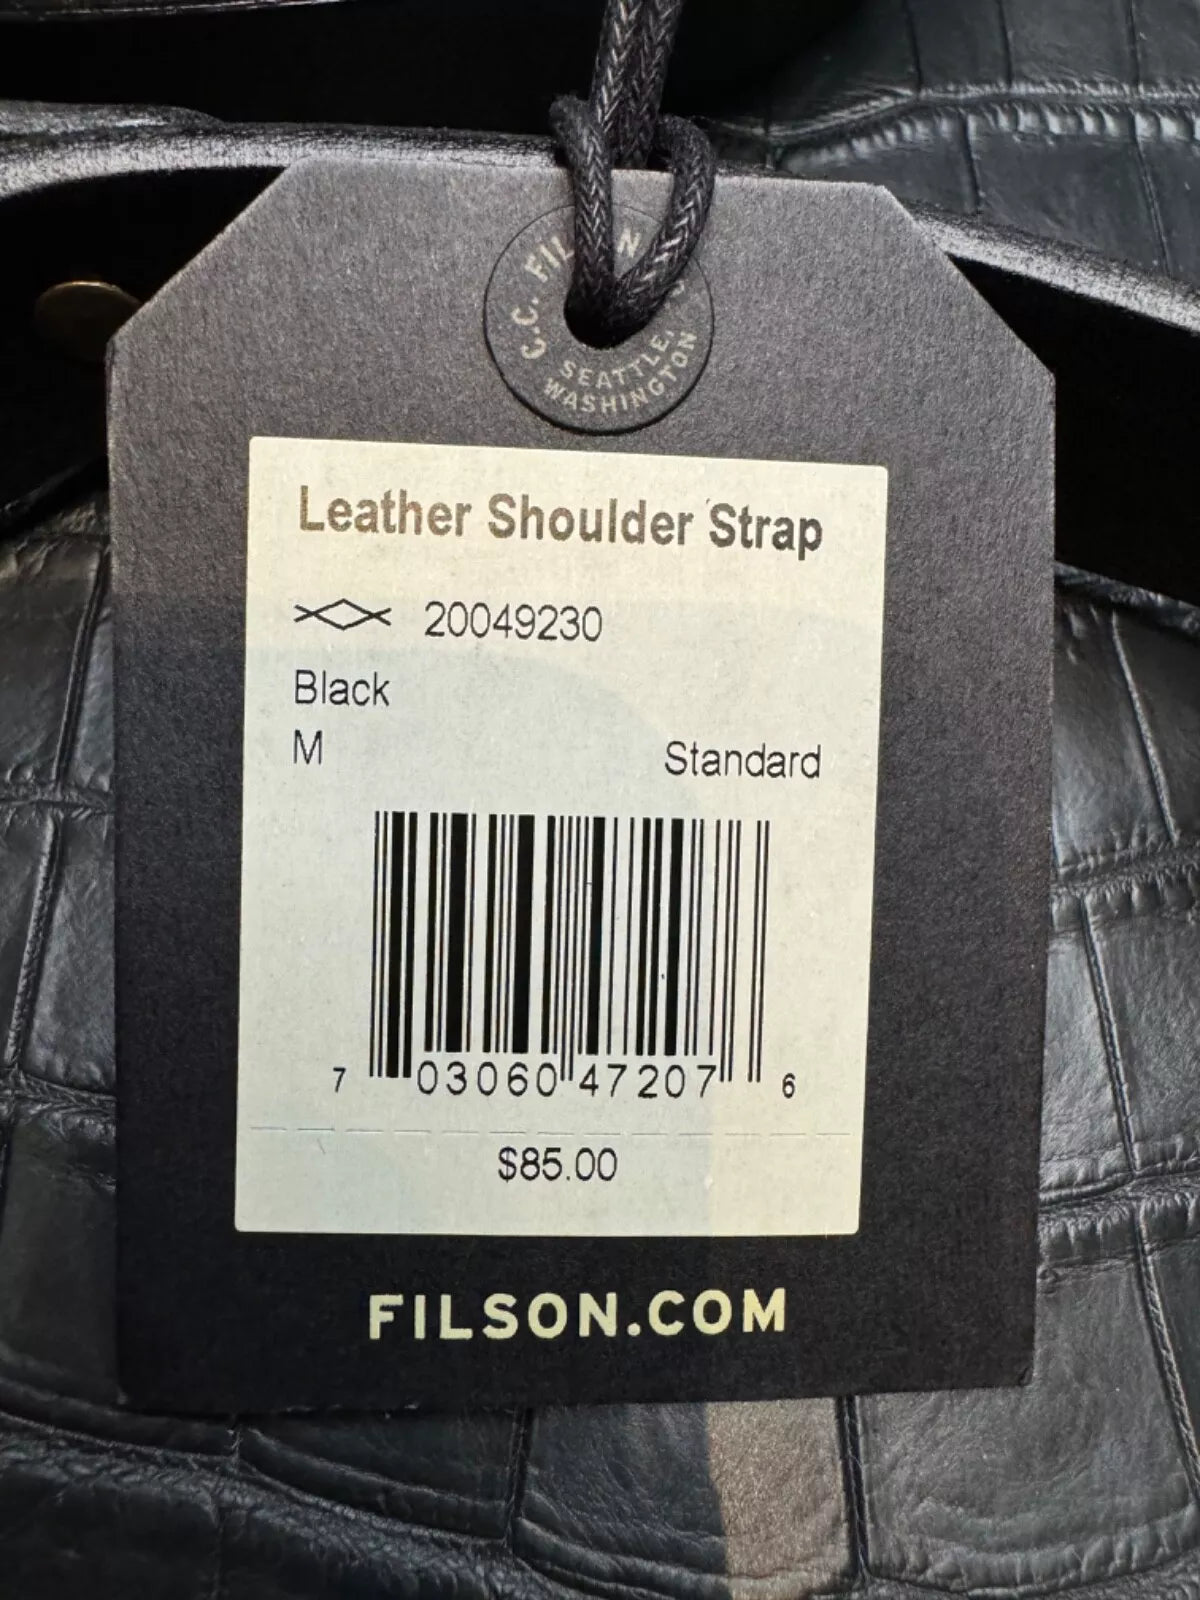 C.C. FILSON
SEATTLE,
WASHINGTON
Leather Shoulder Strap
20049230
Black
M Standard
7 03060 47207 6
$85.00
FILSON.COM